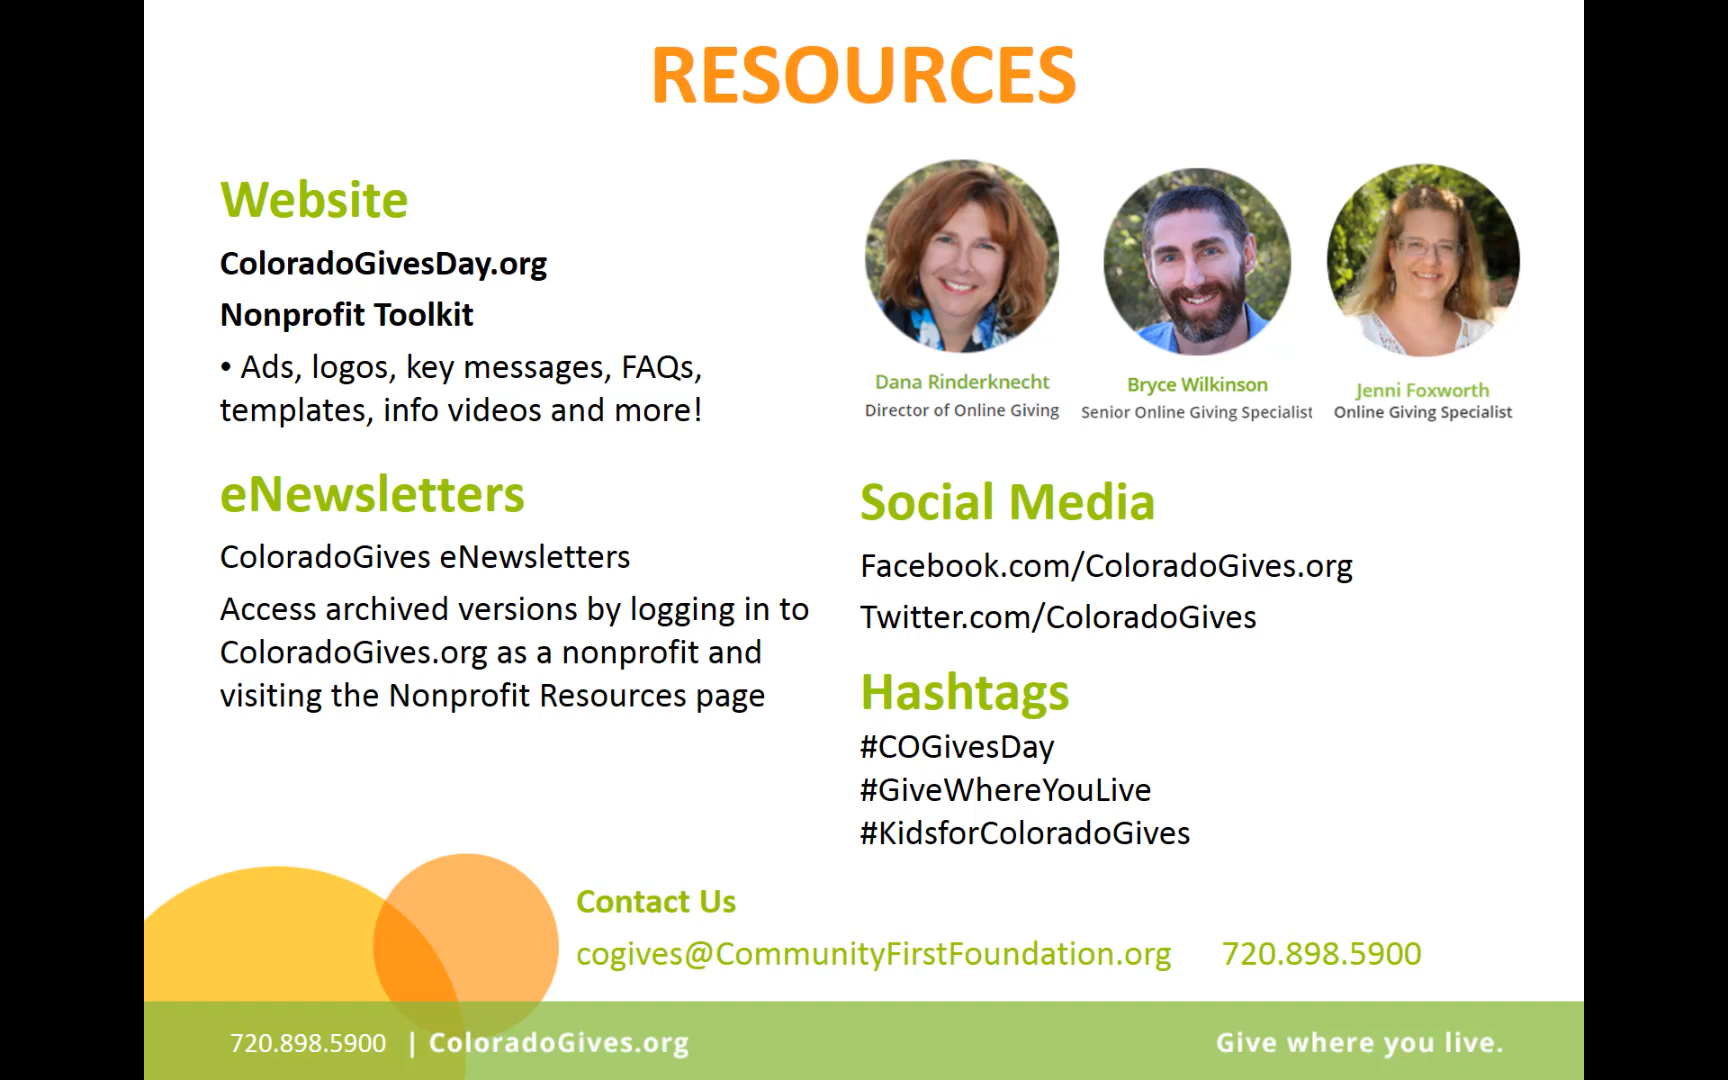 RESOURCES
Website
ColoradoGivesDay.org
Nonprofit Toolkit
• Ads, logos, key messages, FAQs,
templates, info videos and more!
eNewsletters
ColoradoGives eNewsletters
Access archived versions by logging in to
ColoradoGives.org as a nonprofit and
visiting the Nonprofit Resources page
Dana Rinderknecht
Director of Online Giving
Bryce Wilkinson
Senior Online Giving Specialist
Jenni Foxworth
Online Giving Specialist
Social Media
Facebook.com/ColoradoGives.org
Twitter.com/ColoradoGives
Hashtags
#COGivesDay
#GiveWhereYouLive
#KidsforColoradoGives
Contact Us
cogives@CommunityFirstFoundation.org 720.898.5900
720.898.5900 | ColoradoGives.org
Give where you live.